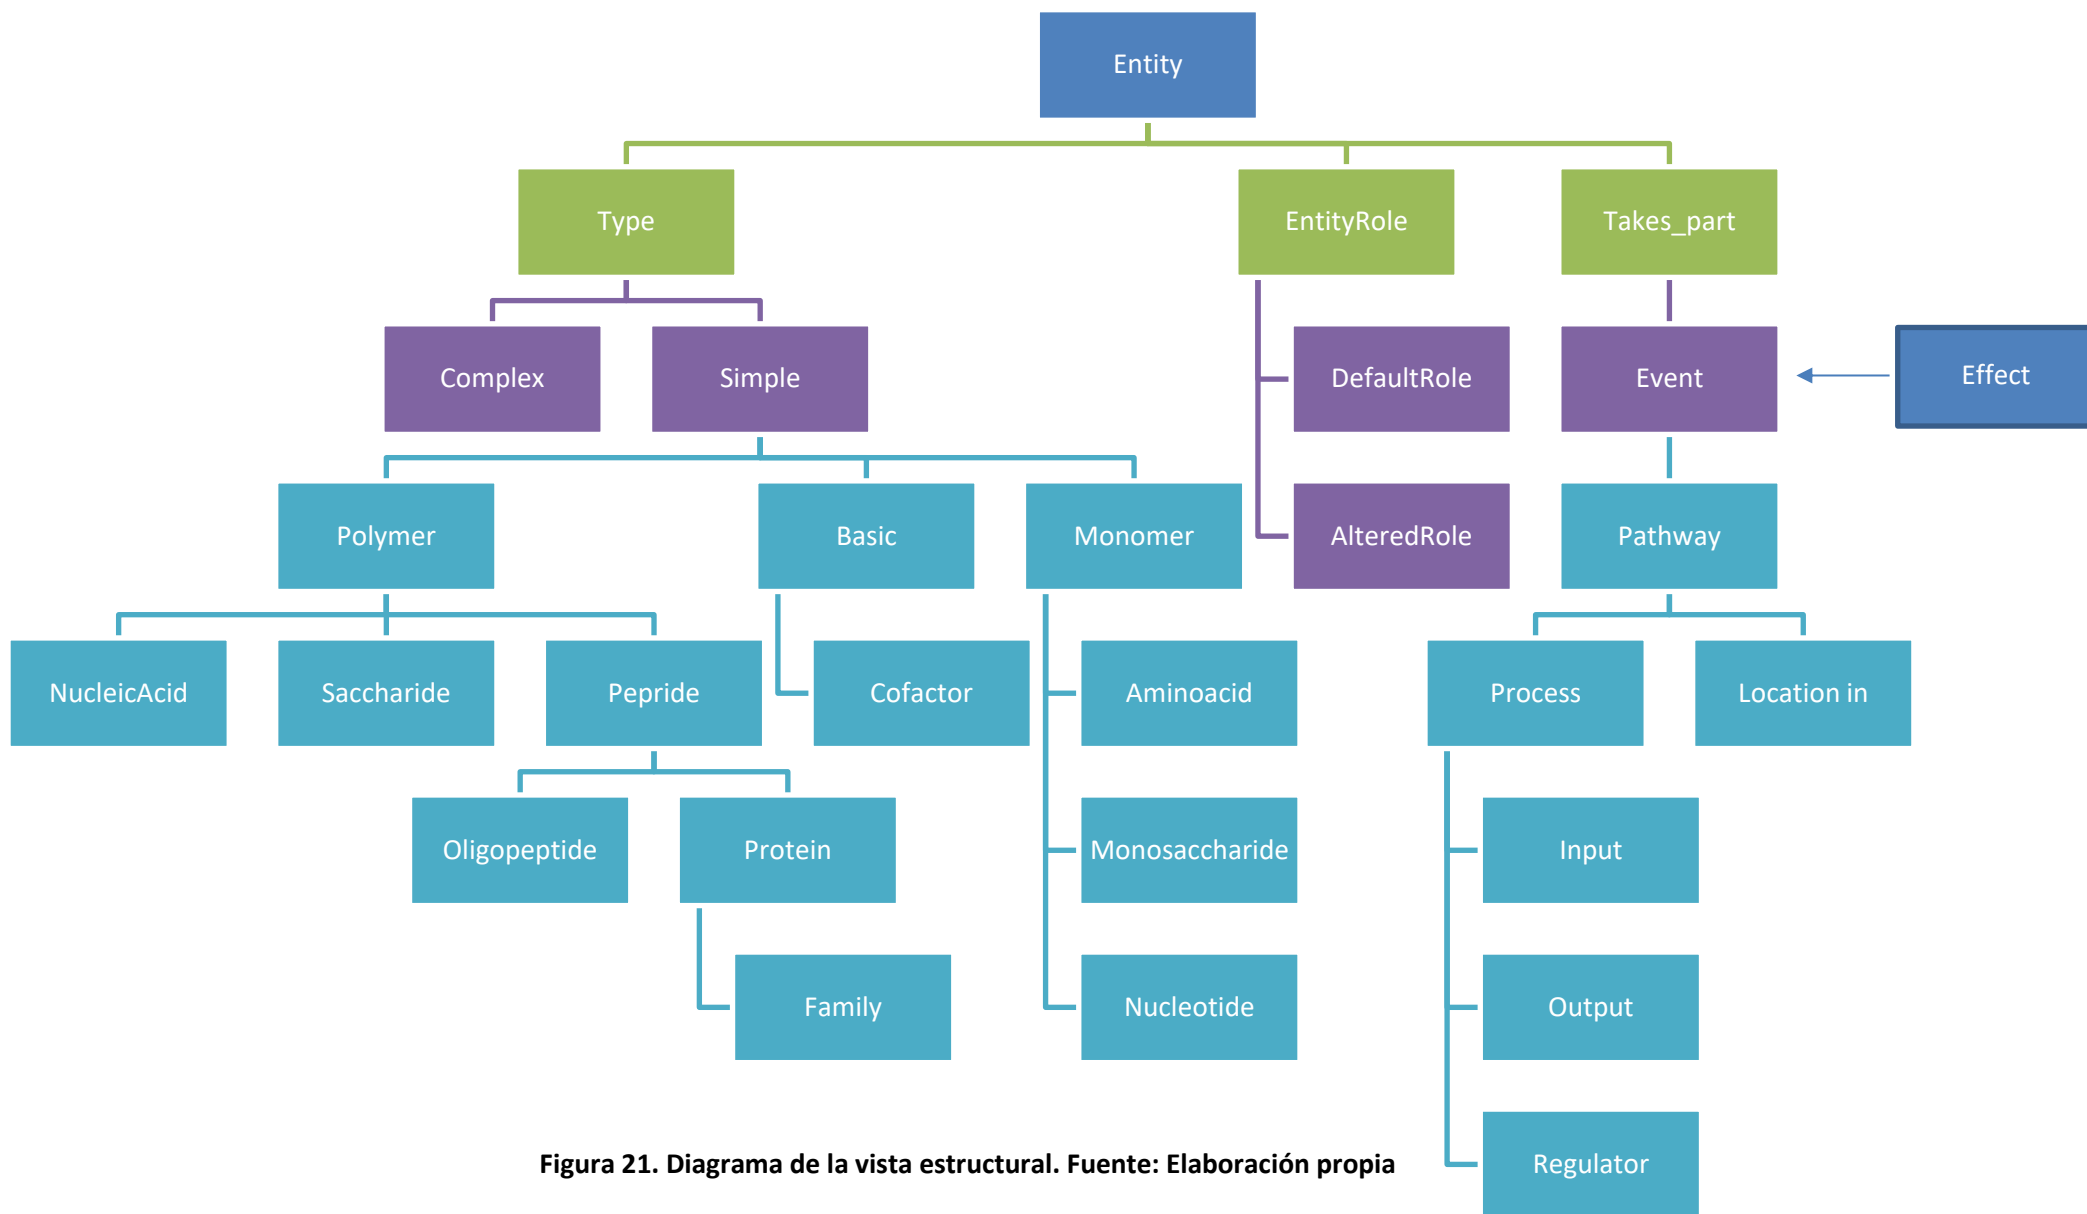 Entity
Type
EntityRole
Takes_part
Complex
Simple
DefaultRole
Event
Effect
Polymer
Basic
Monomer
AlteredRole
Pathway
NucleicAcid
Saccharide
Pepride
Cofactor
Aminoacid
Process
Location in
Oligopeptide
Protein
Monosaccharide
Input
Family
Nucleotide
Output
Regulator
Figura 21. Diagrama de la vista estructural. Fuente: Elaboración propia